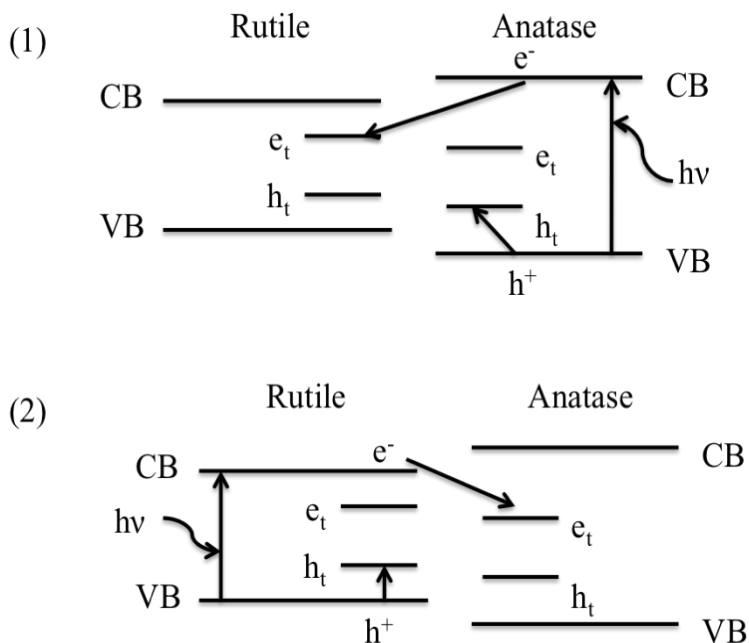 (1)
Rutile Anatase
e-
CB CB
et et
hν
ht ht
VB VB
h+
(2)
Rutile Anatase
CB e- CB
et et
hν
ht ht
VB VB
h+